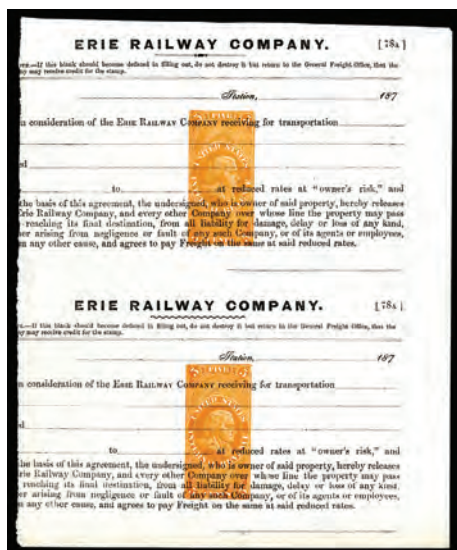 ERIE RAILWAY COMPANY. [78A]
—If this blank should become defaced in filling out, do not destroy it but return to the General Freight Office, that the
may receive credit for the stamp.
Station, 187
n consideration of the ERIE RAILWAY COMPANY receiving for transportation
FIVE
UNITED STATES
to at reduced rates at "owner's risk," and
the basis of this agreement, the undersigned, who is owner of said property, hereby releases
Erie Railway Company, and every other Company over whose line the property may pass
reaching its final destination, from all liability for damage, delay or loss of any kind,
er arising from negligence or fault of any such Company, or of its agents or employees,
n any other cause, and agrees to pay Freight on the same at said reduced rates.
ERIE RAILWAY COMPANY. [78A]
—If this blank should become defaced in filling out, do not destroy it but return to the General Freight Office, that the
may receive credit for the stamp.
Station, 187
n consideration of the ERIE RAILWAY COMPANY receiving for transportation
FIVE
UNITED STATES
to at reduced rates at "owner's risk," and
the basis of this agreement, the undersigned, who is owner of said property, hereby releases
Erie Railway Company, and every other Company over whose line the property may pass
reaching its final destination, from all liability for damage, delay or loss of any kind,
er arising from negligence or fault of any such Company, or of its agents or employees,
n any other cause, and agrees to pay Freight on the same at said reduced rates.